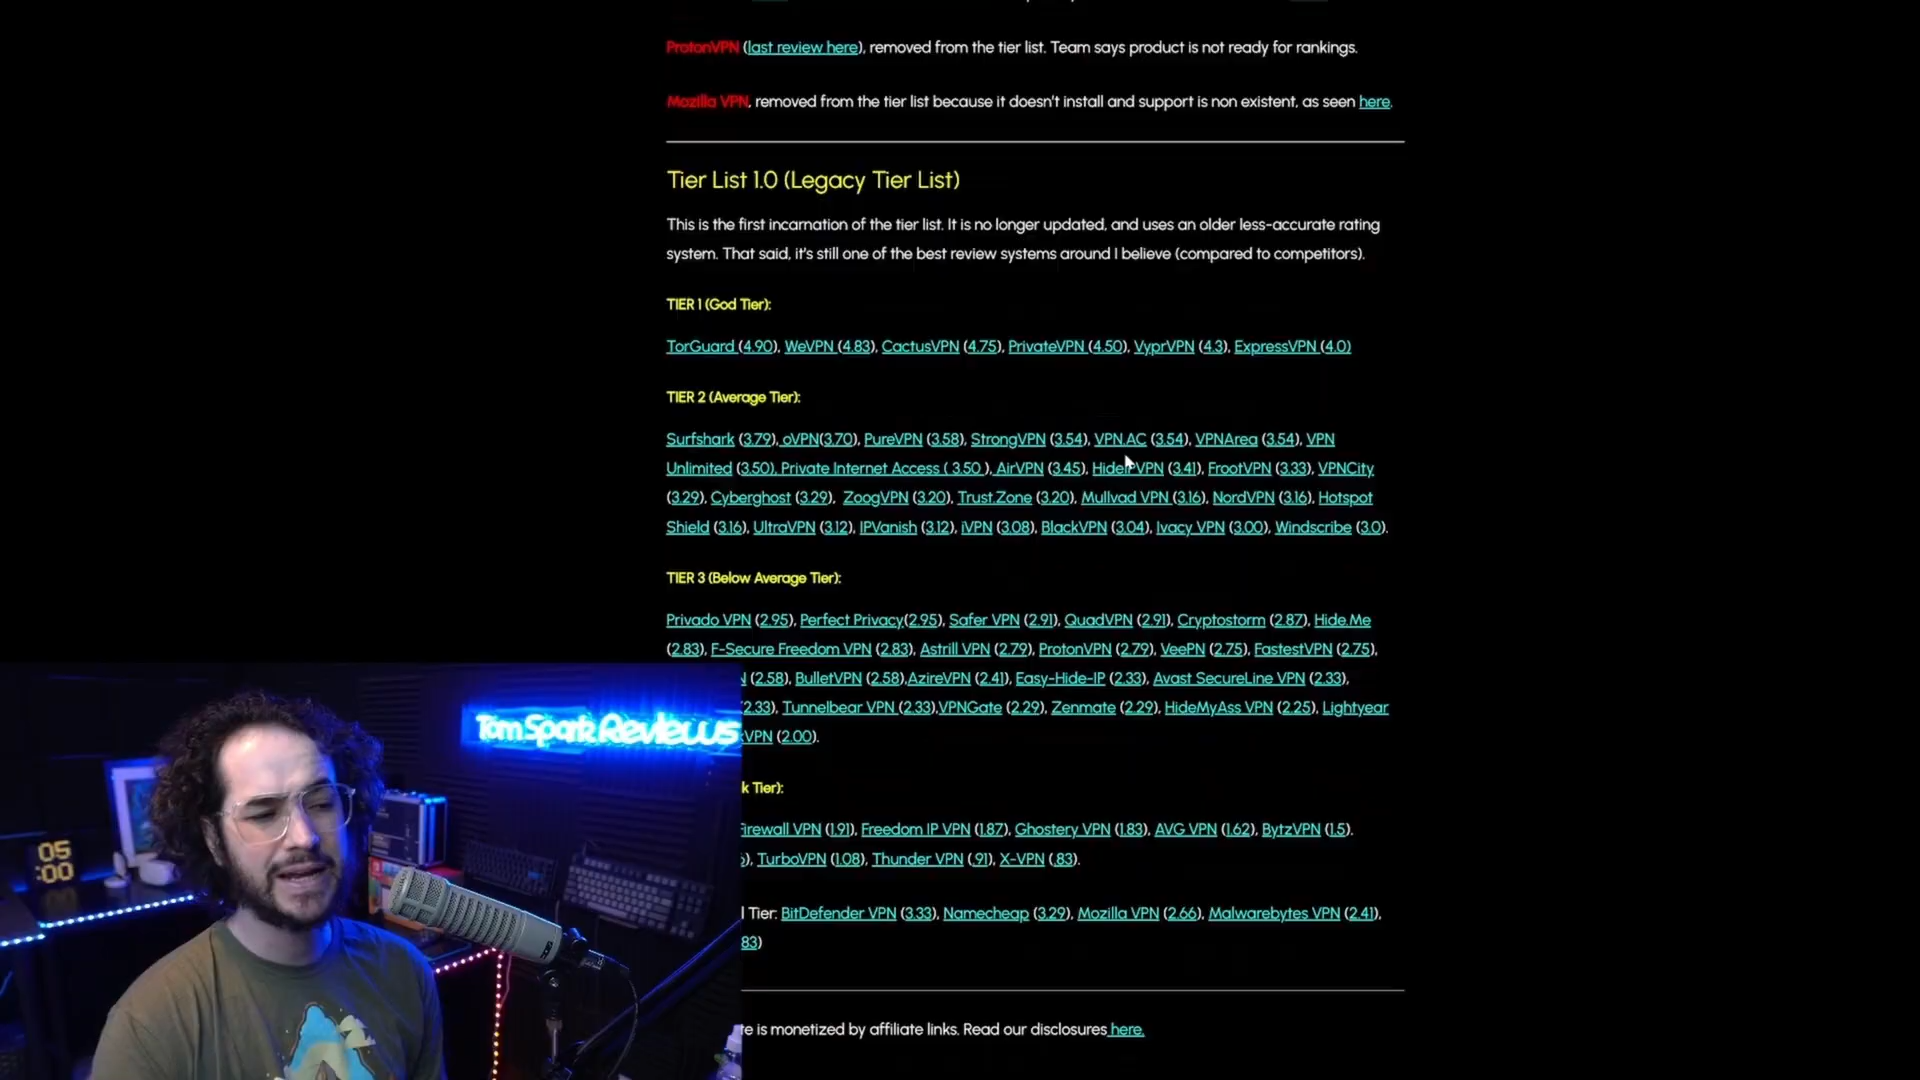 ProtonVPN (last review here), removed from the tier list. Team says product is not ready for rankings.
Mozilla VPN, removed from the tier list because it doesn't install and support is non existent, as seen here.
Tier List 1.0 (Legacy Tier List)
This is the first incarnation of the tier list. It is no longer updated, and uses an older less-accurate rating
system. That said, it's still one of the best review systems around I believe (compared to competitors).
TIER 1 (God Tier):
TorGuard (4.90), WeVPN (4.83), CactusVPN (4.75), PrivateVPN (4.50), VyprVPN (4.3), ExpressVPN (4.0)
TIER 2 (Average Tier):
Surfshark (3.79), oVPN(3.70), PureVPN (3.58), StrongVPN (3.54), VPN.AC (3.54), VPNArea (3.54), VPN
Unlimited (3.50), Private Internet Access ( 3.50 ), AirVPN (3.45), HideIPVPN (3.41), FrootVPN (3.33), VPNCity
(3.29), Cyberghost (3.29), ZoogVPN (3.20), Trust.Zone (3.20), Mullvad VPN (3.16), NordVPN (3.16), Hotspot
Shield (3.16), UltraVPN (3.12), IPVanish (3.12), iVPN (3.08), BlackVPN (3.04), Ivacy VPN (3.00), Windscribe (3.0).
TIER 3 (Below Average Tier):
Privado VPN (2.95), Perfect Privacy(2.95), Safer VPN (2.91), QuadVPN (2.91), Cryptostorm (2.87), Hide.Me
(2.83), F-Secure Freedom VPN (2.83), Astrill VPN (2.79), ProtonVPN (2.79), VeePN (2.75), FastestVPN (2.75),
N (2.58), BulletVPN (2.58),AzireVPN (2.41), Easy-Hide-IP (2.33), Avast SecureLine VPN (2.33),
2.33), Tunnelbear VPN (2.33),VPNGate (2.29), Zenmate (2.29), HideMyAss VPN (2.25), Lightyear
VPN (2.00).
k Tier):
Firewall VPN (1.91), Freedom IP VPN (1.87), Ghostery VPN (1.83), AVG VPN (1.62), BytzVPN (1.5).
), TurboVPN (1.08), Thunder VPN (.91), X-VPN (.83).
l Tier: BitDefender VPN (3.33), Namecheap (3.29), Mozilla VPN (2.66), Malwarebytes VPN (2.41),
83)
te is monetized by affiliate links. Read our disclosures here.
Tom Spark Reviews
05
:00